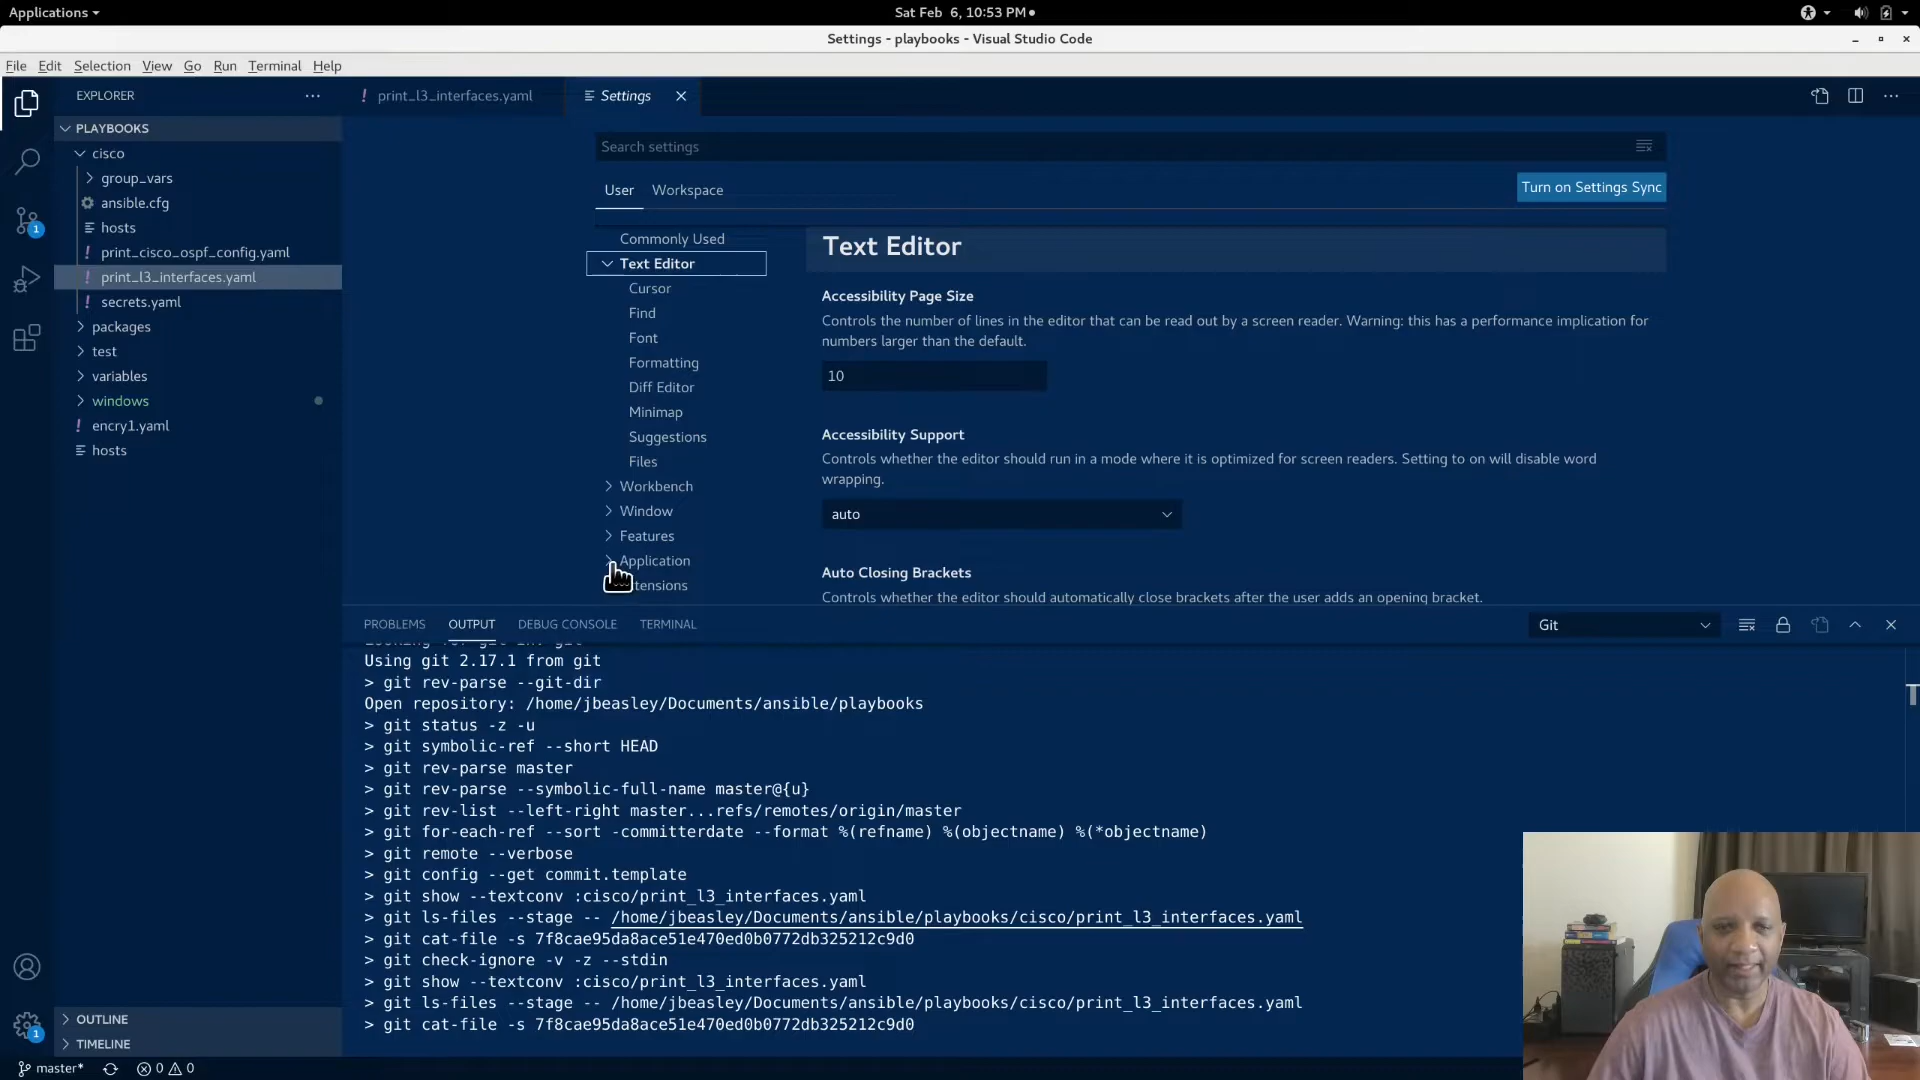 Applications
Sat Feb 6, 10:53 PM
Settings - playbooks - Visual Studio Code
File Edit Selection View Go Run Terminal Help
EXPLORER
PLAYBOOKS
cisco
group_vars
ansible.cfg
hosts
print_cisco_ospf_config.yaml
print_l3_interfaces.yaml
secrets.yaml
packages
test
variables
windows
encry1.yaml
hosts
OUTLINE
TIMELINE
print_l3_interfaces.yaml
Settings
Search settings
User Workspace
Turn on Settings Sync
Commonly Used
Text Editor
Cursor
Find
Font
Formatting
Diff Editor
Minimap
Suggestions
Files
Workbench
Window
Features
Application
tensions
Text Editor
Accessibility Page Size
Controls the number of lines in the editor that can be read out by a screen reader. Warning: this has a performance implication for
numbers larger than the default.
10
Accessibility Support
Controls whether the editor should run in a mode where it is optimized for screen readers. Setting to on will disable word
wrapping.
auto
Auto Closing Brackets
Controls whether the editor should automatically close brackets after the user adds an opening bracket.
PROBLEMS OUTPUT DEBUG CONSOLE TERMINAL
Git
Using git 2.17.1 from git
> git rev-parse --git-dir
Open repository: /home/jbeasley/Documents/ansible/playbooks
> git status -z -u
> git symbolic-ref --short HEAD
> git rev-parse master
> git rev-parse --symbolic-full-name master@{u}
> git rev-list --left-right master...refs/remotes/origin/master
> git for-each-ref --sort -committerdate --format %(refname) %(objectname) %(*objectname)
> git remote --verbose
> git config --get commit.template
> git show --textconv :cisco/print_l3_interfaces.yaml
> git ls-files --stage -- /home/jbeasley/Documents/ansible/playbooks/cisco/print_l3_interfaces.yaml
> git cat-file -s 7f8cae95da8ace51e470ed0b0772db325212c9d0
> git check-ignore -v -z --stdin
> git show --textconv :cisco/print_l3_interfaces.yaml
> git ls-files --stage -- /home/jbeasley/Documents/ansible/playbooks/cisco/print_l3_interfaces.yaml
> git cat-file -s 7f8cae95da8ace51e470ed0b0772db325212c9d0
1
1
master* 0 0